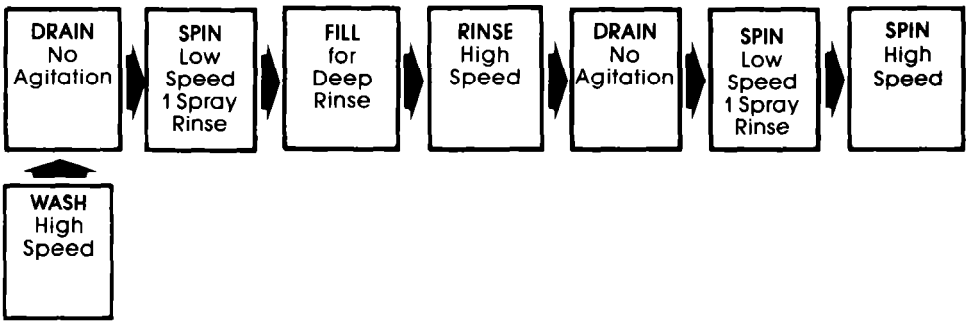 DRAIN
No
Agitation
SPIN
Low
Speed
1 Spray
Rinse
FILL
for
Deep
Rinse
RINSE
High
Speed
DRAIN
No
Agitation
SPIN
Low
Speed
1 Spray
Rinse
SPIN
High
Speed
WASH
High
Speed